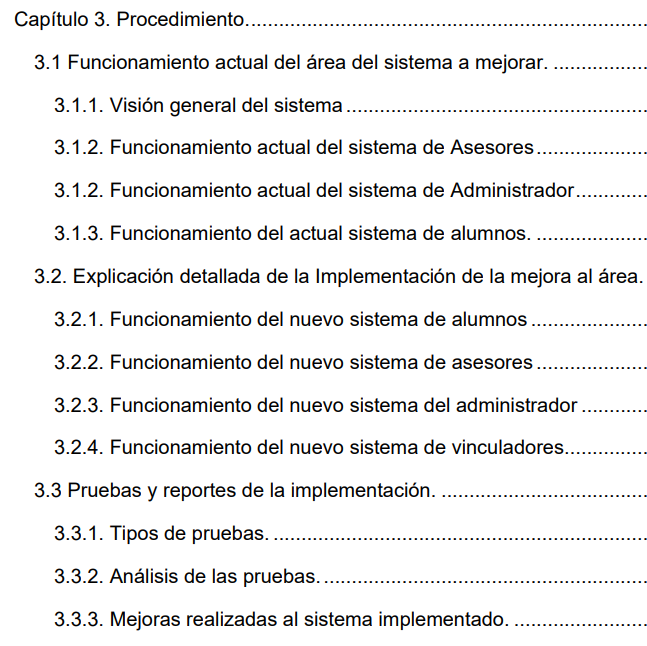 Capítulo 3. Procedimiento.......................................................................
3.1 Funcionamiento actual del área del sistema a mejorar. .................
3.1.1. Visión general del sistema......................................................
3.1.2. Funcionamiento actual del sistema de Asesores....................
3.1.2. Funcionamiento actual del sistema de Administrador.............
3.1.3. Funcionamiento del actual sistema de alumnos. ....................
3.2. Explicación detallada de la Implementación de la mejora al área.
3.2.1. Funcionamiento del nuevo sistema de alumnos .....................
3.2.2. Funcionamiento del nuevo sistema de asesores....................
3.2.3. Funcionamiento del nuevo sistema del administrador ............
3.2.4. Funcionamiento del nuevo sistema de vinculadores...............
3.3 Pruebas y reportes de la implementación. .....................................
3.3.1. Tipos de pruebas. ...................................................................
3.3.2. Análisis de las pruebas...........................................................
3.3.3. Mejoras realizadas al sistema implementado. ........................